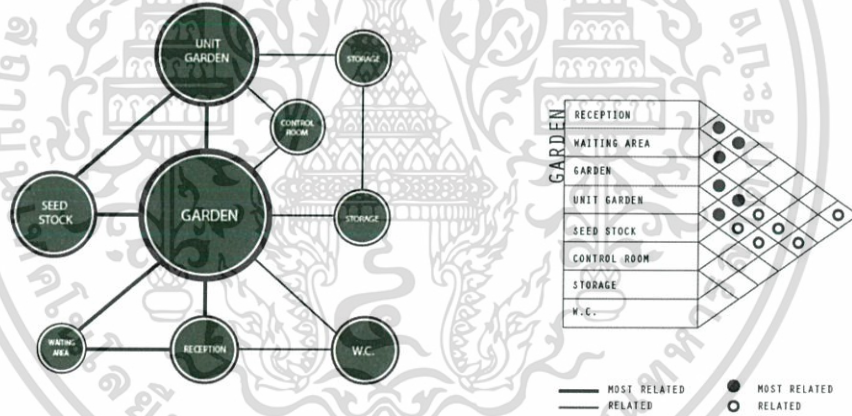 UNIT
GARDEN
STORAGE
CONTROL
ROOM
SEED
STOCK
GARDEN
STORAGE
WAITING
AREA
RECEPTION
W.C.
GARDEN
RECEPTION
WAITING AREA
GARDEN
UNIT GARDEN
SEED STOCK
CONTROL ROOM
STORAGE
W.C.
MOST RELATED
RELATED
MOST RELATED
RELATED